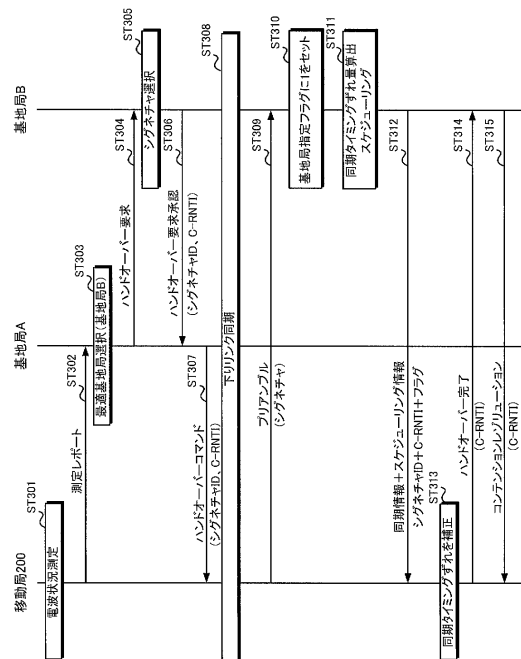 移動局200
基地局A
基地局B
ST301
電波状況測定
ST302
測定レポート
ST303
最適基地局選択(基地局B)
ST304
ハンドオーバー要求
ST305
シグネチャ選択
ST306
ハンドオーバー要求承認
(シグネチャID、C-RNTI)
ST307
ハンドオーバーコマンド
(シグネチャID、C-RNTI)
ST308
下りリンク同期
ST309
プリアンブル
(シグネチャ)
ST310
基地局指定フラグに1をセット
ST311
同期タイミングずれ量算出
スケジューリング
ST312
同期情報+スケジューリング情報
シグネチャID+C-RNTI+フラグ
ST313
同期タイミングずれを補正
ST314
ハンドオーバー完了
(C-RNTI)
ST315
コンテンションレゾリューション
(C-RNTI)